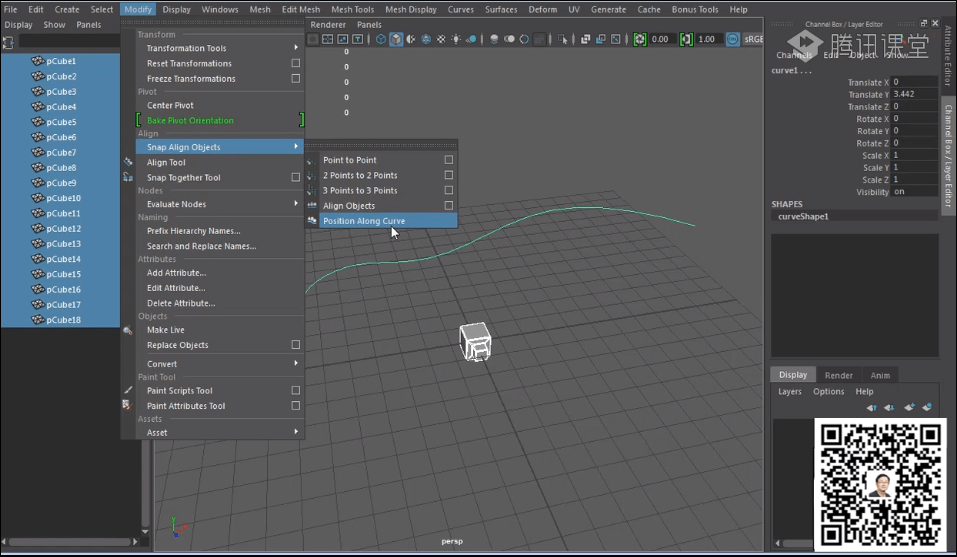 File Edit Create Select Modify Display Windows Mesh Edit Mesh Mesh Tools Mesh Display Curves Surfaces Deform UV Generate Cache Bonus Tools Help
Display Show Panels
Renderer Panels
0.00 1.00 sRGB
Channel Box / Layer Editor
腾讯课堂
Channels Edit Object Show
pCube1
pCube2
pCube3
pCube4
pCube5
pCube6
pCube7
pCube8
pCube9
pCube10
pCube11
pCube12
pCube13
pCube14
pCube15
pCube16
pCube17
pCube18
Transform
Transformation Tools
Reset Transformations
Freeze Transformations
Pivot
Center Pivot
Bake Pivot Orientation
Align
Snap Align Objects
Align Tool
Snap Together Tool
Nodes
Evaluate Nodes
Naming
Prefix Hierarchy Names...
Search and Replace Names...
Attributes
Add Attribute...
Edit Attribute...
Delete Attribute...
Objects
Make Live
Replace Objects
Convert
Paint Tool
Paint Scripts Tool
Paint Attributes Tool
Assets
Asset
0
0
0
0
0
Point to Point
2 Points to 2 Points
3 Points to 3 Points
Align Objects
Position Along Curve
persp
curve1 . . .
Translate X 0
Translate Y 3.442
Translate Z 0
Rotate X 0
Rotate Y 0
Rotate Z 0
Scale X 1
Scale Y 1
Scale Z 1
Visibility on
SHAPES
curveShape1
Display Render Anim
Layers Options Help
Attribute Editor
Channel Box / Layer Editor